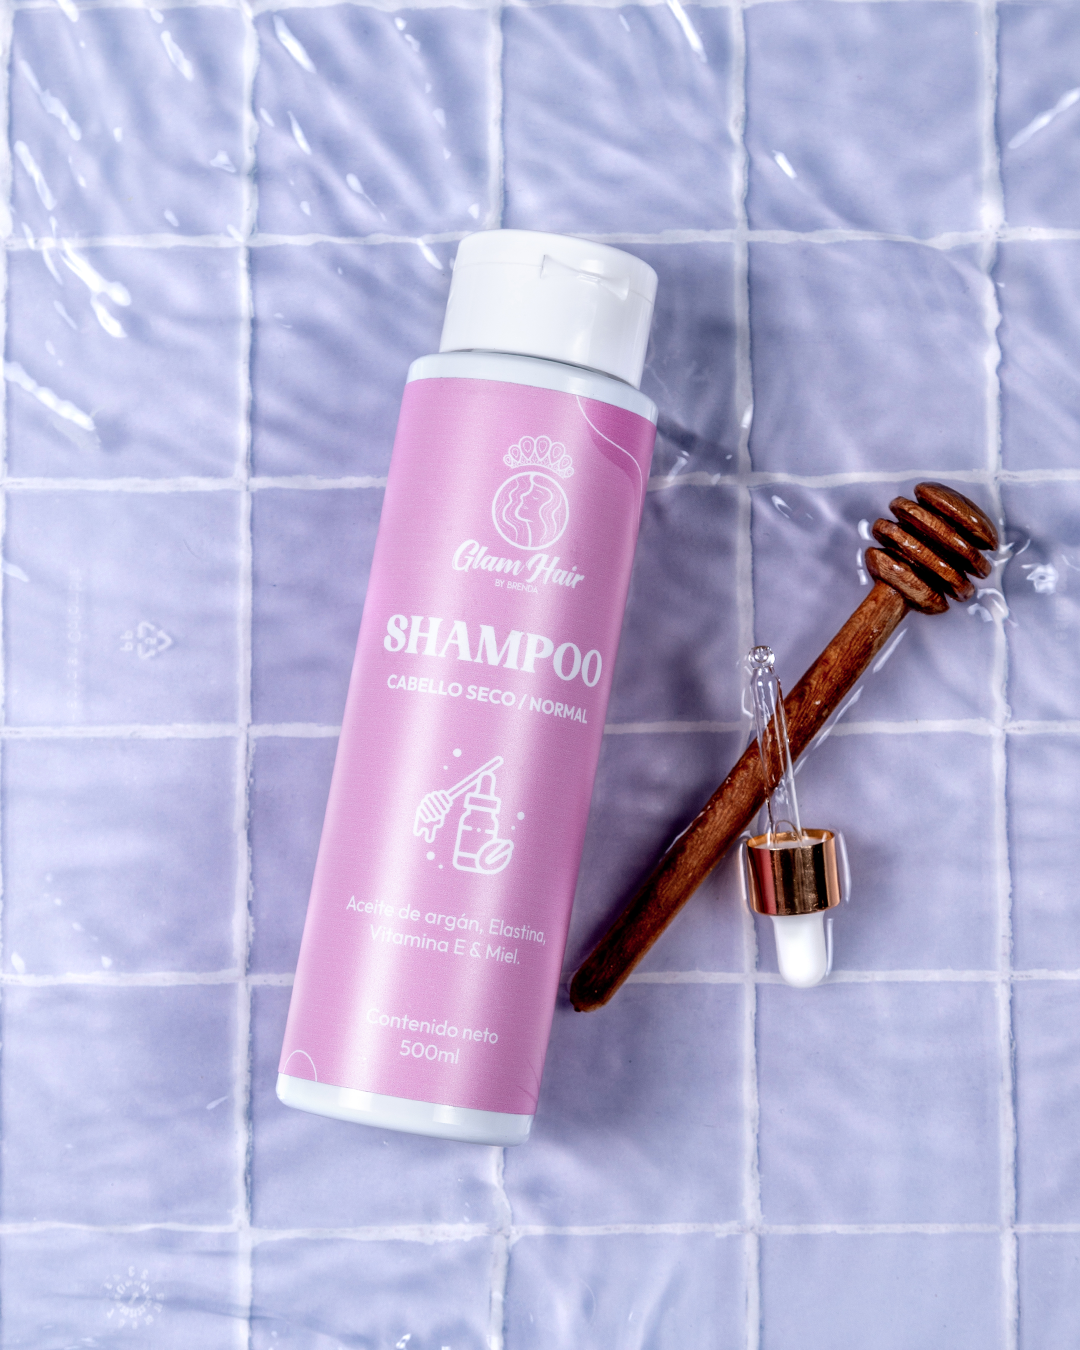 Glam Hair
BY BRENDA
SHAMPOO
CABELLO SECO / NORMAL
Aceite de argán, Elastina,
Vitamina E & Miel.
Contenido neto
500ml